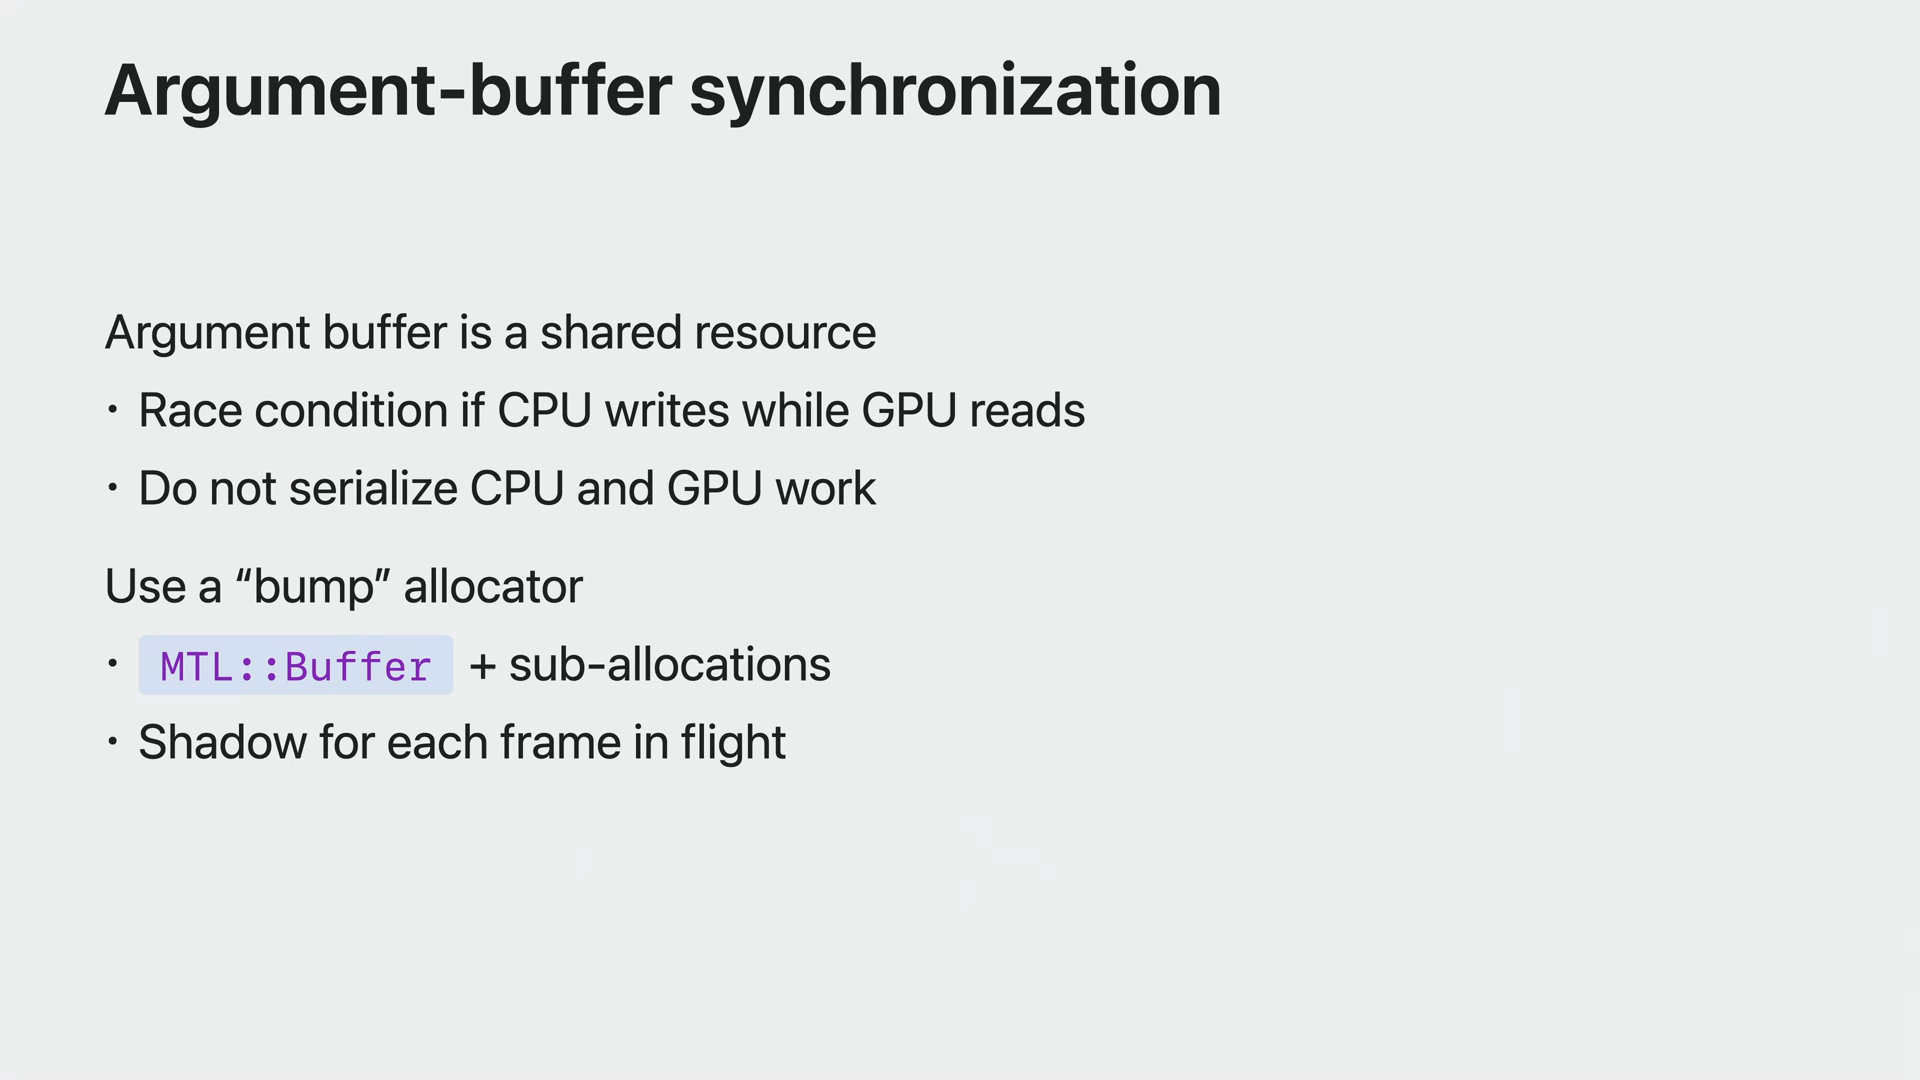 Argument-buffer synchronization
Argument buffer is a shared resource
• Race condition if CPU writes while GPU reads
• Do not serialize CPU and GPU work
Use a “bump” allocator
• MTL::Buffer + sub-allocations
• Shadow for each frame in flight